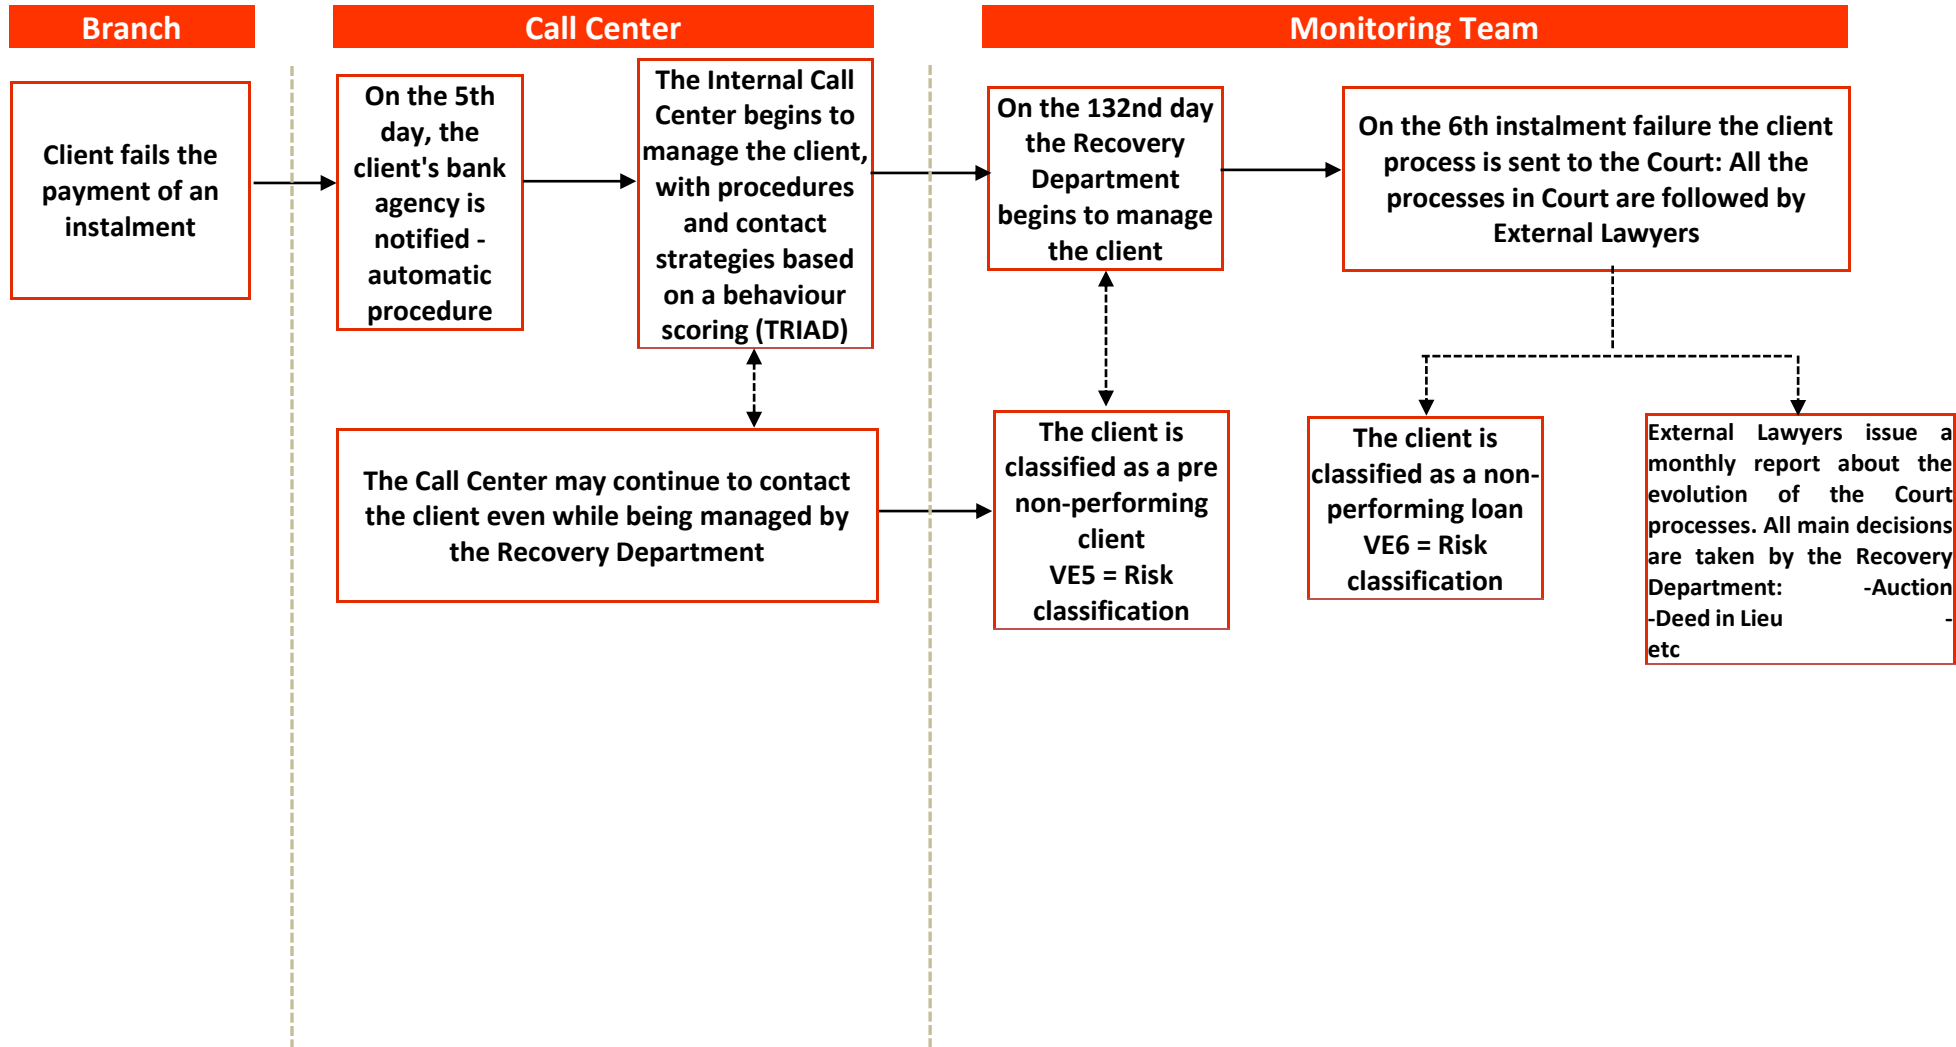 Branch
Call Center
Monitoring Team
Client fails the
payment of an
instalment
On the 5th
day, the
client's bank
agency is
notified -
automatic
procedure
The Internal Call
Center begins to
manage the client,
with procedures
and contact
strategies based
on a behaviour
scoring (TRIAD)
On the 132nd day
the Recovery
Department
begins to manage
the client
On the 6th instalment failure the client
process is sent to the Court: All the
processes in Court are followed by
External Lawyers
The Call Center may continue to contact
the client even while being managed by
the Recovery Department
The client is
classified as a pre
non-performing
client
VE5 = Risk
classification
The client is
classified as a non-
performing loan
VE6 = Risk
classification
External Lawyers issue a
monthly report about the
evolution of the Court
processes. All main decisions
are taken by the Recovery
Department: -Auction
-Deed in Lieu -
etc